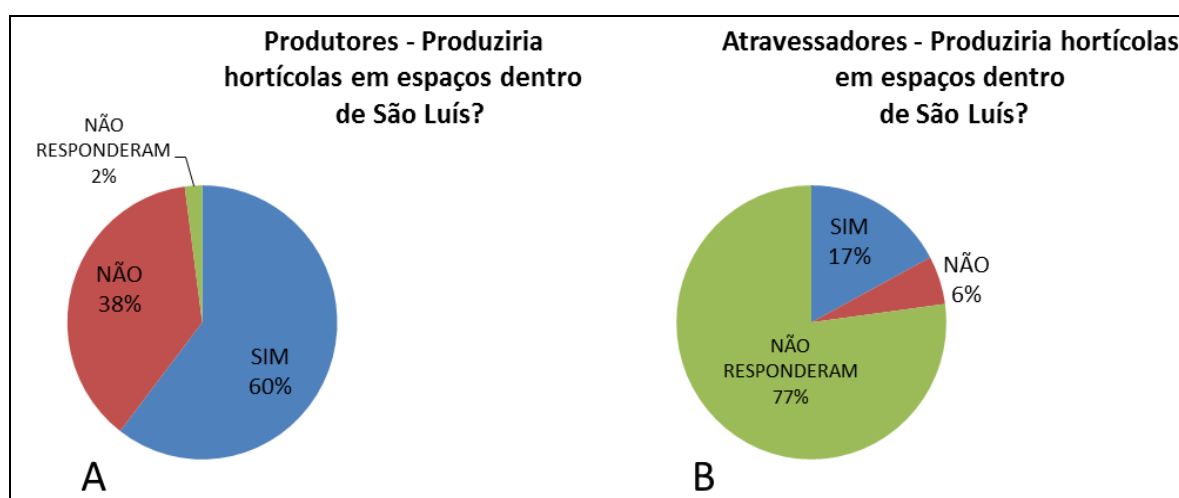 Produtores - Produziria
hortícolas em espaços dentro
de São Luís?
NÃO
RESPONDERAM
2%
NÃO
38%
SIM
60%
A
Atravessadores - Produziria hortícolas
em espaços dentro
de São Luís?
SIM
17%
NÃO
6%
NÃO
RESPONDERAM
77%
B